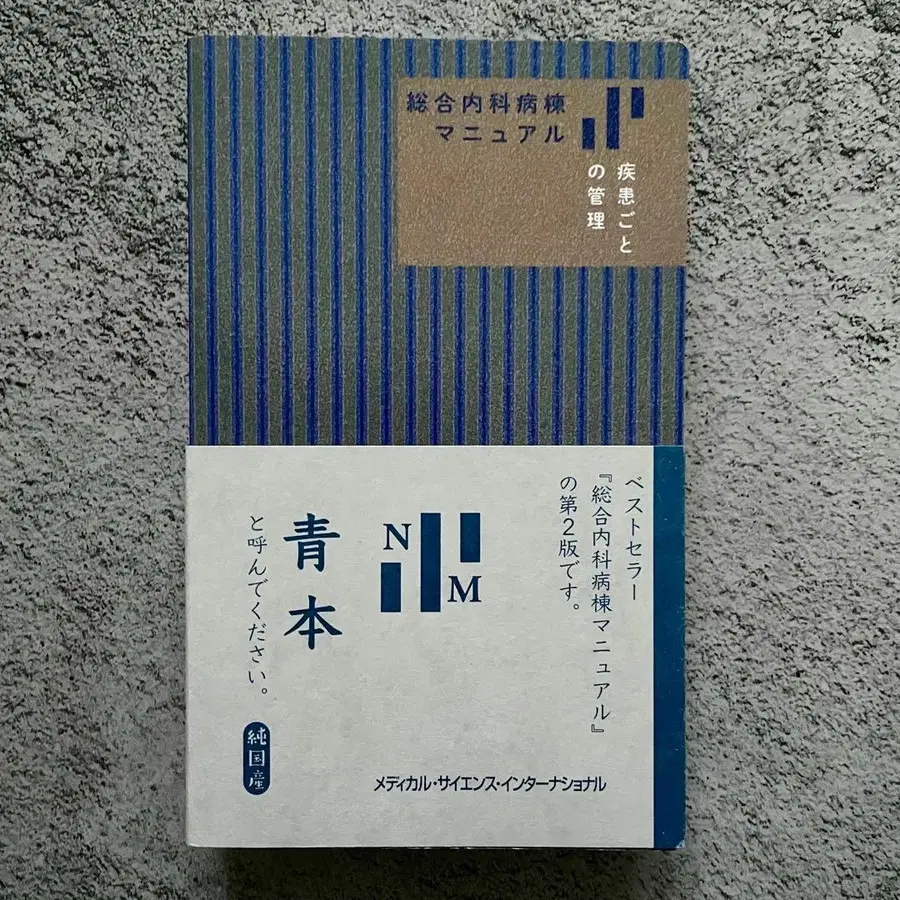 総合内科病棟
マニュアル
疾患ごと
の管理
ベストセラー
『総合内科病棟マニュアル』
の第2版です。
N
M
青本
と呼んでください。
純国産
メディカル・サイエンス・インターナショナル